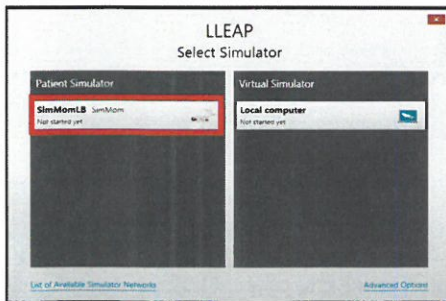 LLEAP
Select Simulator
Patient Simulator
SimMomLB SimMom
Not started yet
Virtual Simulator
Local computer
Not started yet
List of Available Simulator Networks
Advanced Options